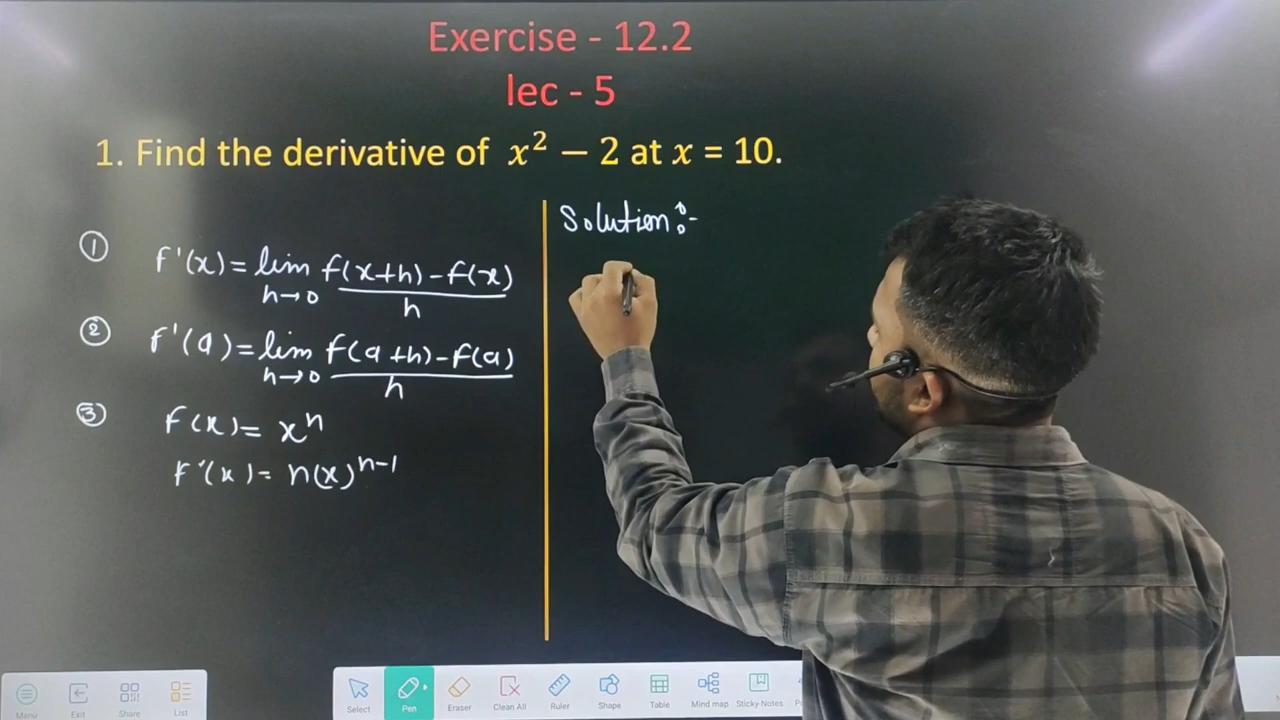 Exercise - 12.2
lec - 5
1. Find the derivative of x² − 2 at x = 10.
① f'(x) = lim h→0 f(x+h) - f(x) / h
② f'(a) = lim h→0 f(a+h) - f(a) / h
③ f(x) = xⁿ
f'(x) = n(x)ⁿ⁻¹
Solution :-
Menu Exit Share List
Select Pen Eraser Clean All Ruler Shape Table Mind map Sticky-Notes